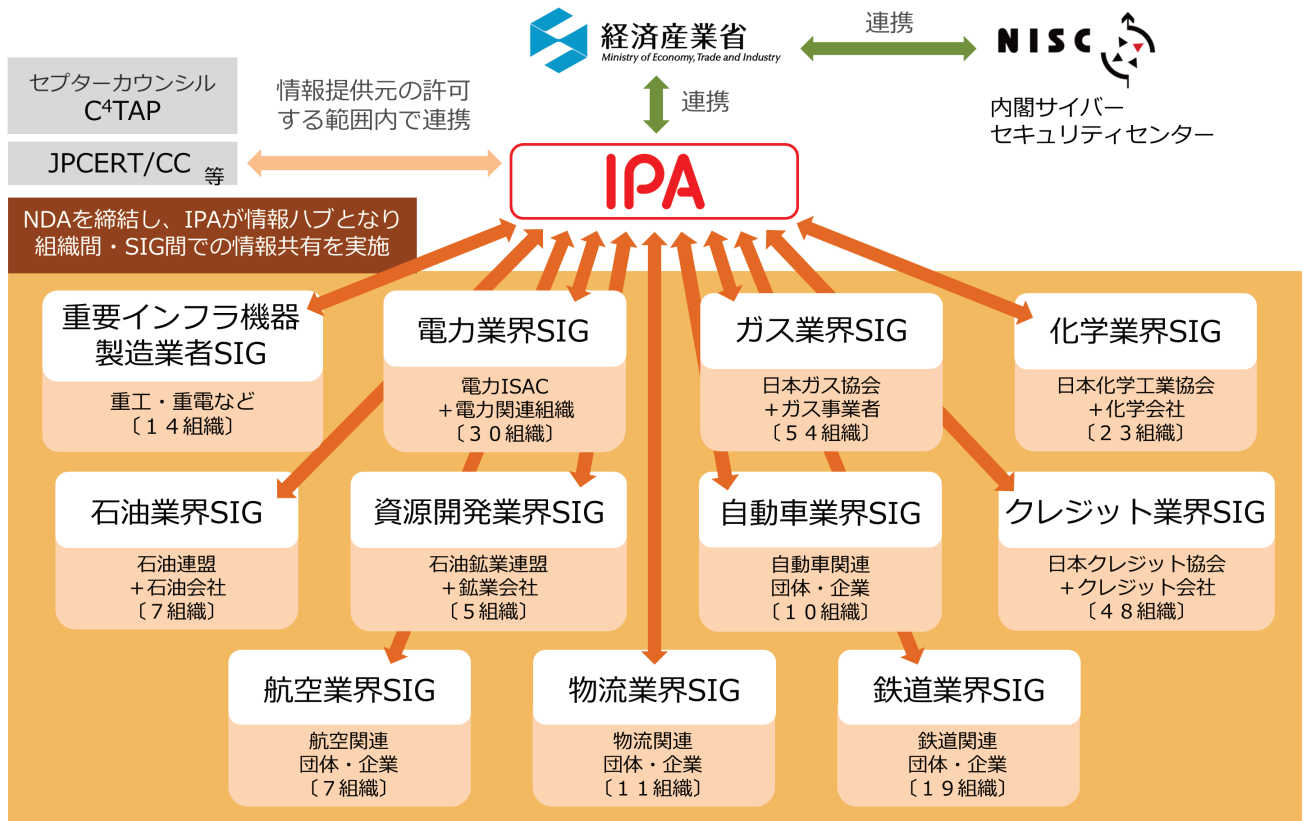 経済産業省
Ministry of Economy, Trade and Industry
連携
NISC
内閣サイバー
セキュリティセンター
セプターカウンシル
C⁴TAP
JPCERT/CC 等
情報提供元の許可
する範囲内で連携
連携
IPA
NDAを締結し、IPAが情報ハブとなり
組織間・SIG間での情報共有を実施
重要インフラ機器
製造業者SIG
重工・重電など
〔１４組織〕
電力業界SIG
電力ISAC
＋電力関連組織
〔３０組織〕
ガス業界SIG
日本ガス協会
＋ガス事業者
〔５４組織〕
化学業界SIG
日本化学工業協会
＋化学会社
〔２３組織〕
石油業界SIG
石油連盟
＋石油会社
〔７組織〕
資源開発業界SIG
石油鉱業連盟
＋鉱業会社
〔５組織〕
自動車業界SIG
自動車関連
団体・企業
〔１０組織〕
クレジット業界SIG
日本クレジット協会
＋クレジット会社
〔４８組織〕
航空業界SIG
航空関連
団体・企業
〔７組織〕
物流業界SIG
物流関連
団体・企業
〔１１組織〕
鉄道業界SIG
鉄道関連
団体・企業
〔１９組織〕